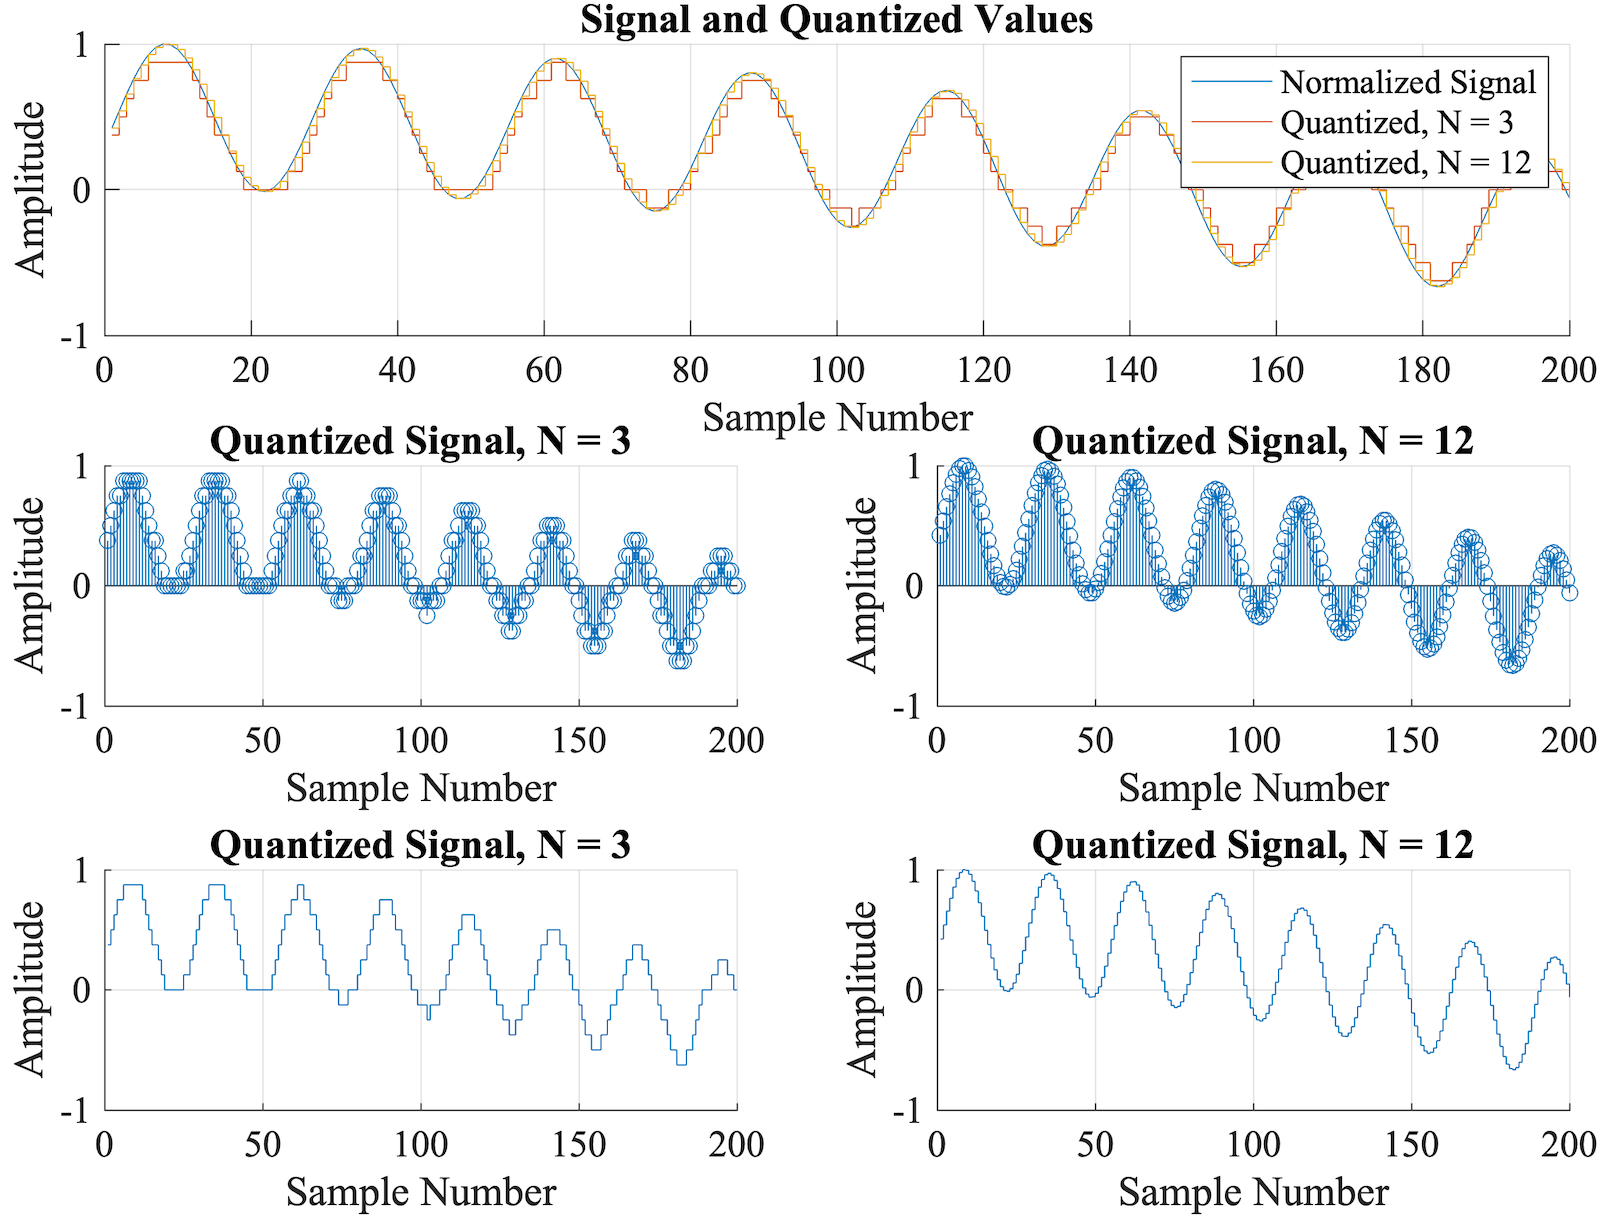 Signal and Quantized Values
1
0
-1
Amplitude
Normalized Signal
Quantized, N = 3
Quantized, N = 12
0 20 40 60 80 100 120 140 160 180 200
Sample Number
Quantized Signal, N = 3
1
0
-1
Amplitude
0 50 100 150 200
Sample Number
Quantized Signal, N = 12
1
0
-1
Amplitude
0 50 100 150 200
Sample Number
Quantized Signal, N = 3
1
0
-1
Amplitude
0 50 100 150 200
Sample Number
Quantized Signal, N = 12
1
0
-1
Amplitude
0 50 100 150 200
Sample Number